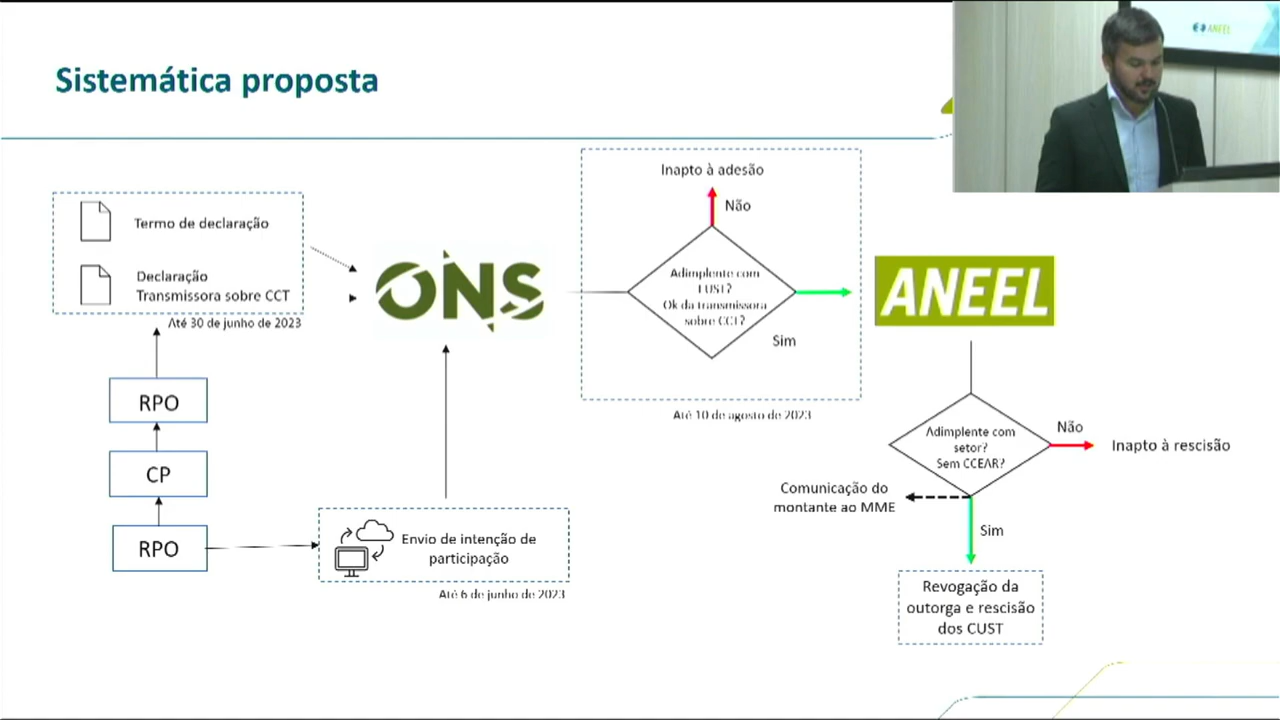 Sistemática proposta
ANEEL
Termo de declaração
Declaração
Transmissora sobre CCT
Até 30 de junho de 2023
RPO
CP
RPO
Envio de intenção de
participação
Até 6 de junho de 2023
ONS
Inapto à adesão
Não
Adimplente com
CUST?
Ok da transmissora
sobre CCT?
Sim
Até 10 de agosto de 2023
ANEEL
Adimplente com
setor?
Sem CCEAR?
Não
Inapto à rescisão
Comunicação do
montante ao MME
Sim
Revogação da
outorga e rescisão
dos CUST